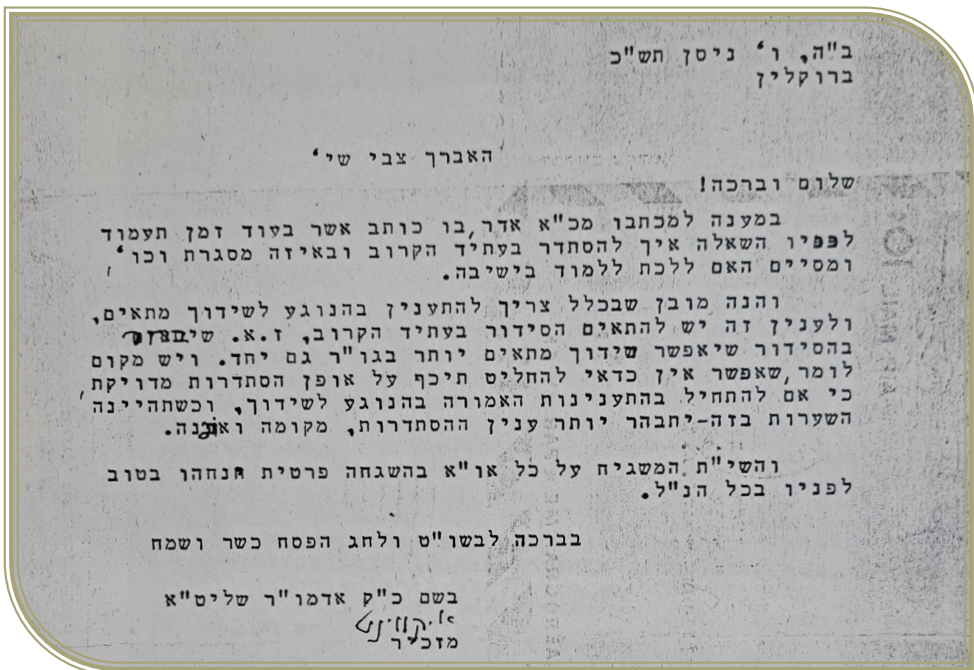 ב"ה, ו' ניסן תש"כ
ברוקלין
האברך צבי שי'
שלום וברכה!
במענה למכתבו מכ"א אדר, בו כותב אשר בעוד זמן תעמוד
לפניו השאלה איך להסתדר בעתיד הקרוב ובאיזה מסגרת וכו'
ומסיים האם ללכת ללמוד בישיבה.
והנה מובן שבכלל צריך להתענין בהנוגע לשידוך מתאים,
ולענין זה יש להתאים הסידור בעתיד הקרוב, ז.א.
בהסידור שיאפשר שידוך מתאים יותר בגו"ר גם יחד. ויש מקום
לומר, שאפשר אין כדאי להחליט תיכף על אופן הסתדרות מדויקת
כי אם להתחיל בהתענינות האמורה בהנוגע לשידוך, וכשתהיינה
השערות בזה-יתבהר יותר ענין ההסתדרות, מקומה
והשי"ת המשגיח על כל או"א בהשגחה פרטית ינחהו בטוב
לפניו בכל הנ"ל.
בברכה לבשו"ט ולחג הפסח כשר ושמח
בשם כ"ק אדמו"ר שליט"א
א. קווינט
מזכיר